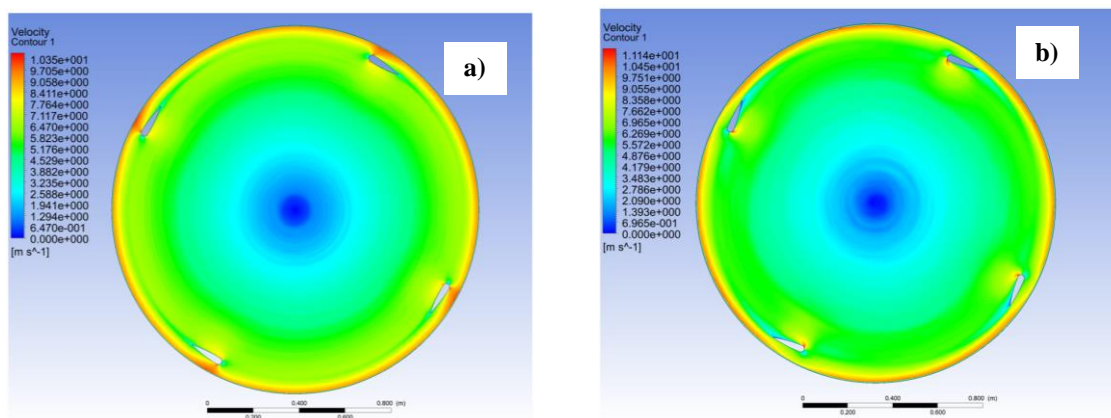 Velocity
Contour 1
1.035e+001
9.705e+000
9.058e+000
8.411e+000
7.764e+000
7.117e+000
6.470e+000
5.823e+000
5.176e+000
4.529e+000
3.882e+000
3.235e+000
2.588e+000
1.941e+000
1.294e+000
6.470e-001
0.000e+000
[m s^-1]
a)
0
0.400
0.800
(m)
0.200
0.600
Velocity
Contour 1
1.114e+001
1.045e+001
9.751e+000
9.055e+000
8.358e+000
7.662e+000
6.965e+000
6.269e+000
5.572e+000
4.876e+000
4.179e+000
3.483e+000
2.786e+000
2.090e+000
1.393e+000
6.965e-001
0.000e+000
[m s^-1]
b)
0
0.400
0.800
(m)
0.200
0.600